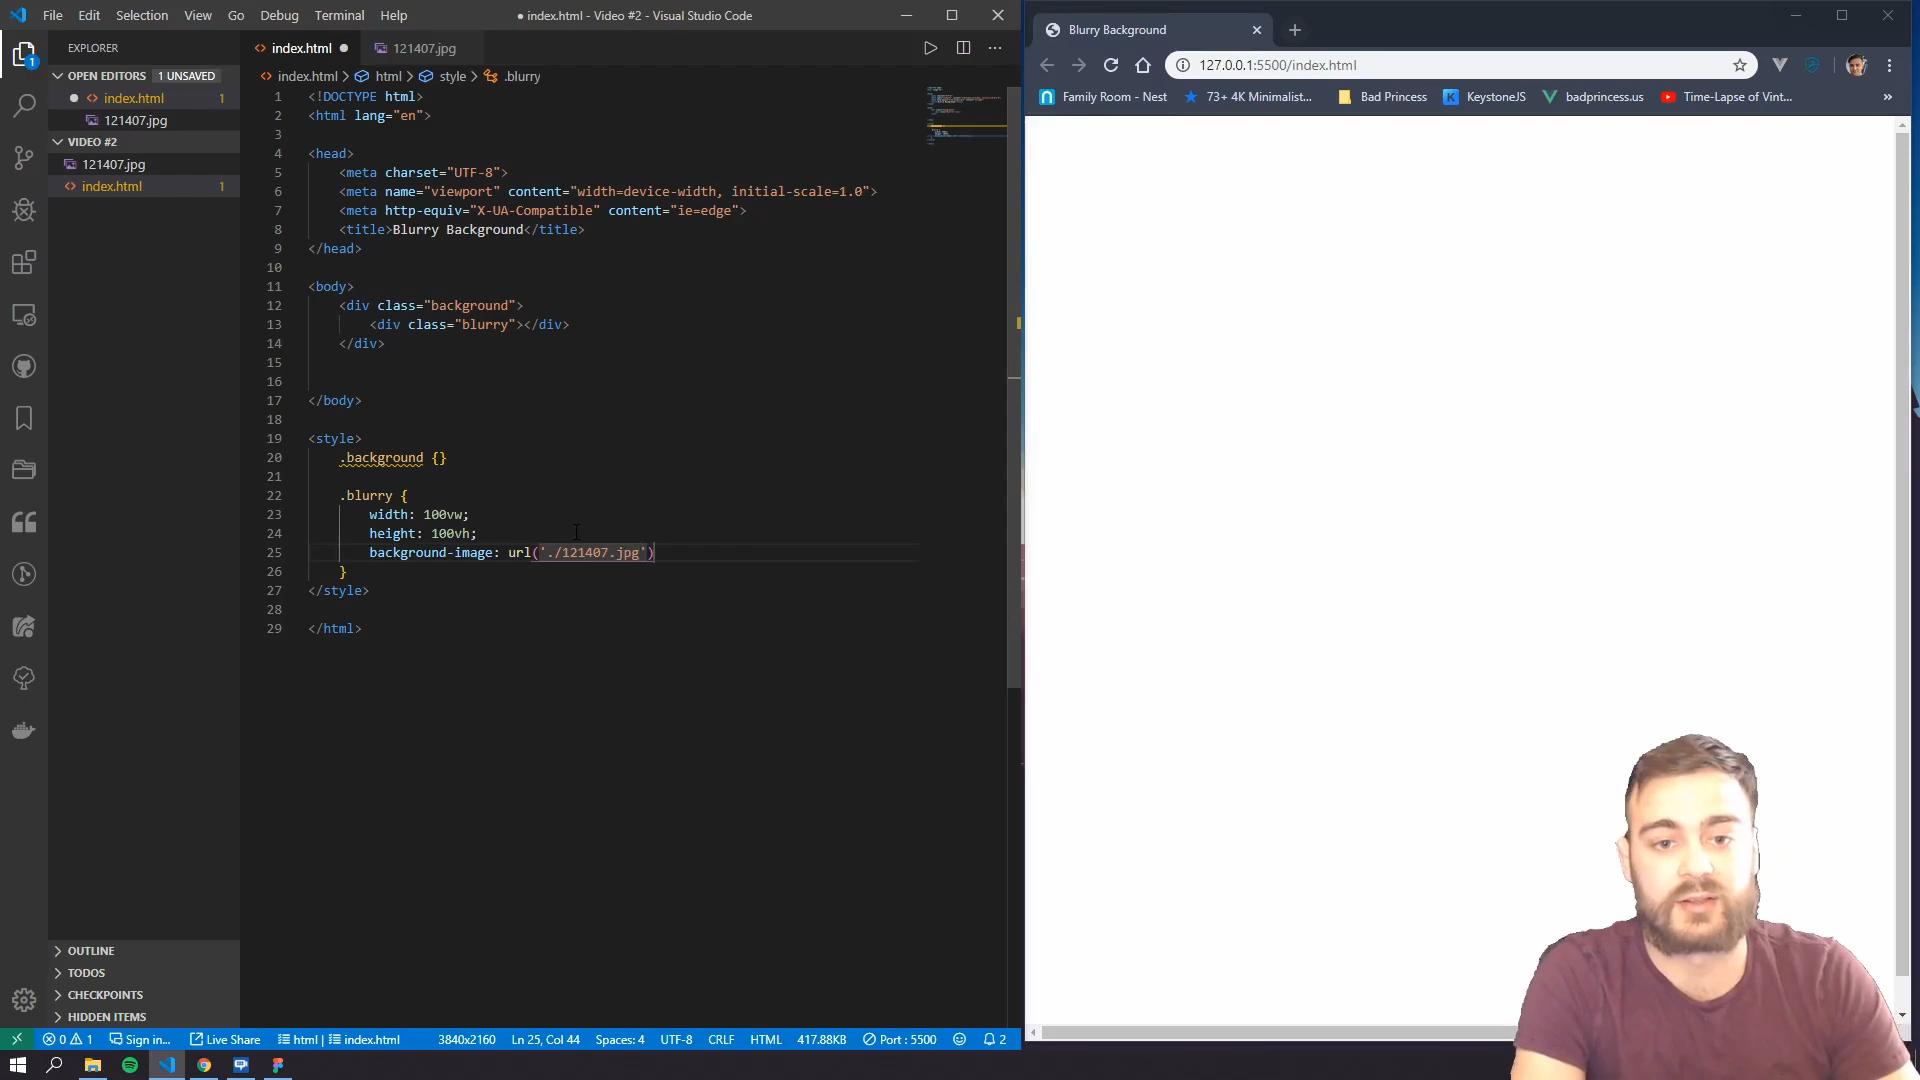 File Edit Selection View Go Debug Terminal Help
● index.html - Video #2 - Visual Studio Code
EXPLORER
OPEN EDITORS 1 UNSAVED
index.html 1
121407.jpg
VIDEO #2
121407.jpg
index.html 1
OUTLINE
TODOS
CHECKPOINTS
HIDDEN ITEMS
1
index.html
121407.jpg
index.html > html > style > .blurry
1 <!DOCTYPE html>
2 <html lang="en">
3
4 <head>
5 <meta charset="UTF-8">
6 <meta name="viewport" content="width=device-width, initial-scale=1.0">
7 <meta http-equiv="X-UA-Compatible" content="ie=edge">
8 <title>Blurry Background</title>
9 </head>
10
11 <body>
12 <div class="background">
13 <div class="blurry"></div>
14 </div>
15
16
17 </body>
18
19 <style>
20 .background {}
21
22 .blurry {
23 width: 100vw;
24 height: 100vh;
25 background-image: url('./121407.jpg')
26 }
27 </style>
28
29 </html>
0 1 Sign in... Live Share html | index.html 3840x2160 Ln 25, Col 44 Spaces: 4 UTF-8 CRLF HTML 417.88KB Port : 5500 2
Blurry Background
127.0.0.1:5500/index.html
Family Room - Nest 73+ 4K Minimalist... Bad Princess KeystoneJS badprincess.us Time-Lapse of Vint... »